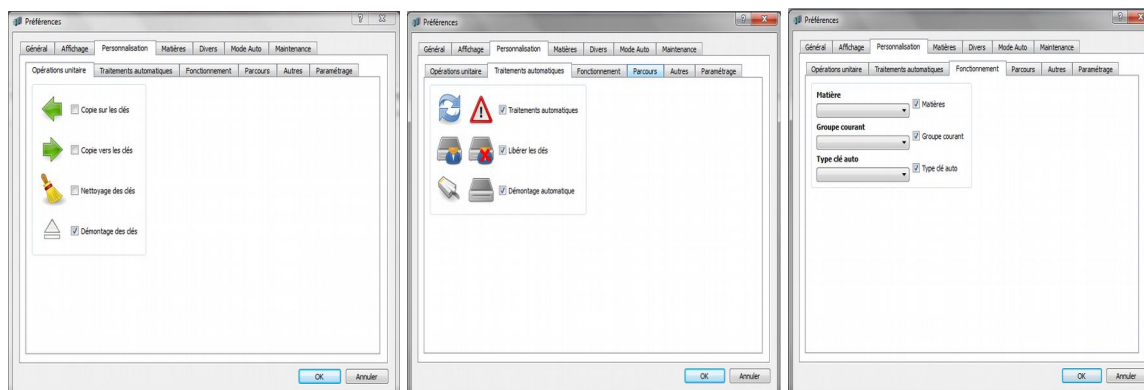 Préférences
Général Affichage Personnalisation Matières Divers Mode Auto Maintenance
Opérations unitaire Traitements automatiques Fonctionnement Parcours Autres Paramétrage
Copie sur les clés
Copie vers les clés
Nettoyage des clés
Démontage des clés
OK Annuler
Préférences
Général Affichage Personnalisation Matières Divers Mode Auto Maintenance
Opérations unitaire Traitements automatiques Fonctionnement Parcours Autres Paramétrage
Traitements automatiques
Libérer les clés
Démontage automatique
OK Annuler
Préférences
Général Affichage Personnalisation Matières Divers Mode Auto Maintenance
Opérations unitaire Traitements automatiques Fonctionnement Parcours Autres Paramétrage
Matière
Matières
Groupe courant
Groupe courant
Type clé auto
Type clé auto
OK Annuler